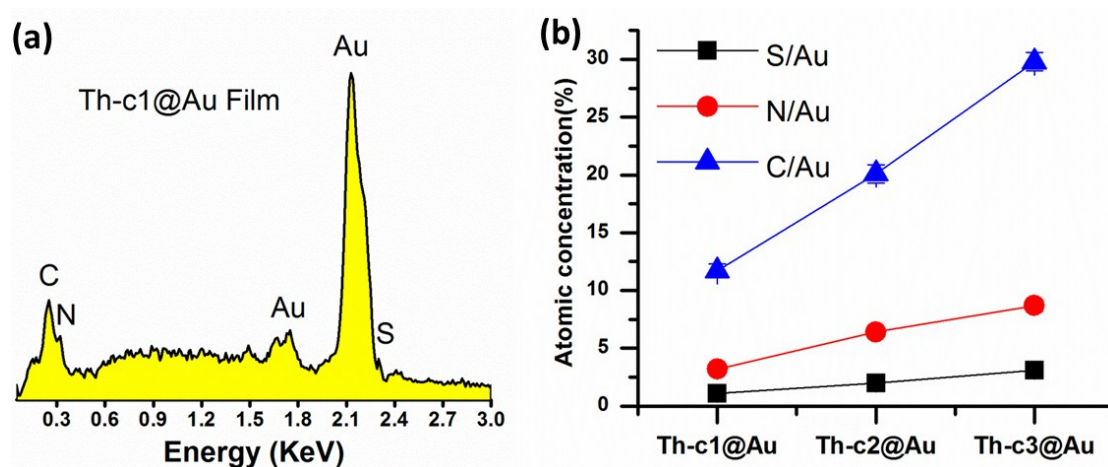 (a)
Au
Th-c1@Au Film
C
N
Au
S
0.3 0.6 0.9 1.2 1.5 1.8 2.1 2.4 2.7 3.0
Energy (KeV)
(b)
S/Au
N/Au
C/Au
Atomic concentration(%)
30
25
20
15
10
5
0
Th-c1@Au Th-c2@Au Th-c3@Au